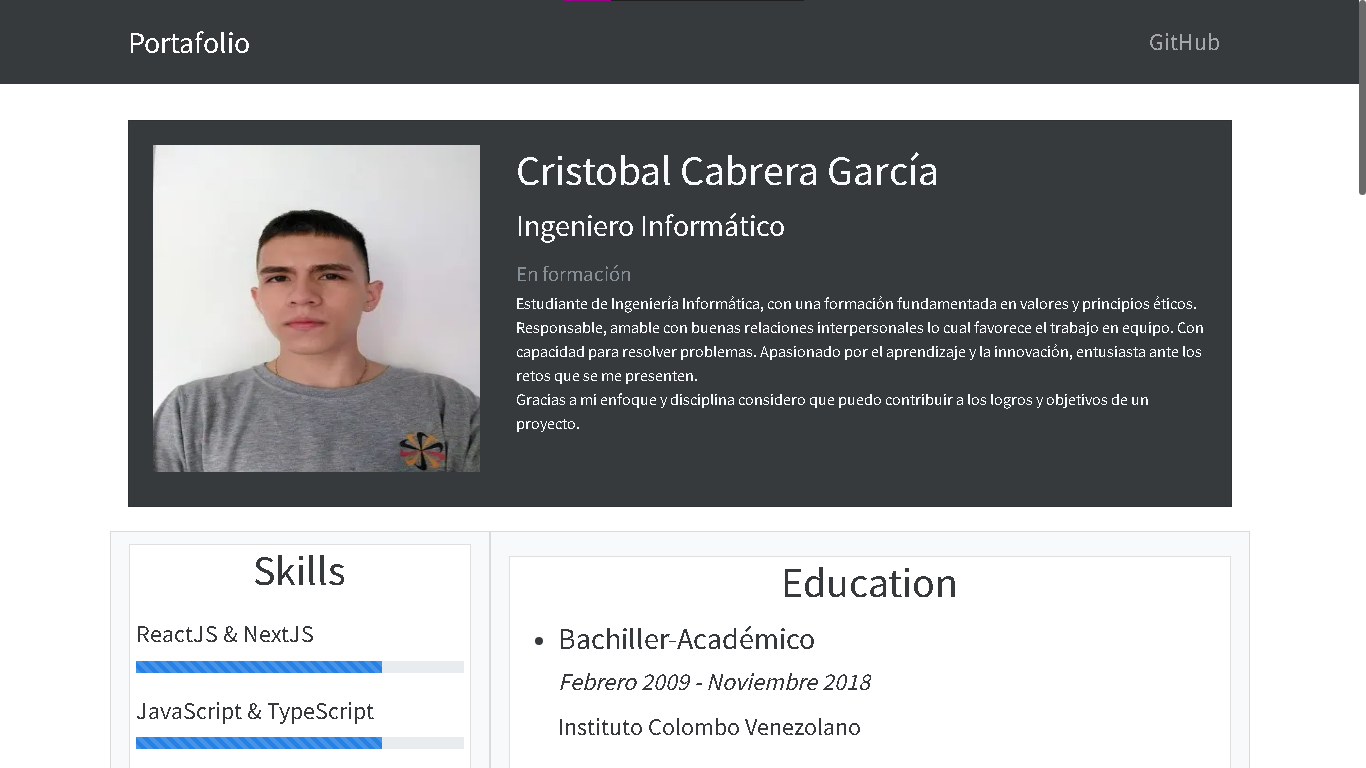 Portafolio
GitHub
Cristobal Cabrera García
Ingeniero Informático
En formación
Estudiante de Ingeniería Informática, con una formación fundamentada en valores y principios éticos.
Responsable, amable con buenas relaciones interpersonales lo cual favorece el trabajo en equipo. Con
capacidad para resolver problemas. Apasionado por el aprendizaje y la innovación, entusiasta ante los
retos que se me presenten.
Gracias a mi enfoque y disciplina considero que puedo contribuir a los logros y objetivos de un
proyecto.
Skills
ReactJS & NextJS
JavaScript & TypeScript
Education
• Bachiller-Académico
Febrero 2009 - Noviembre 2018
Instituto Colombo Venezolano